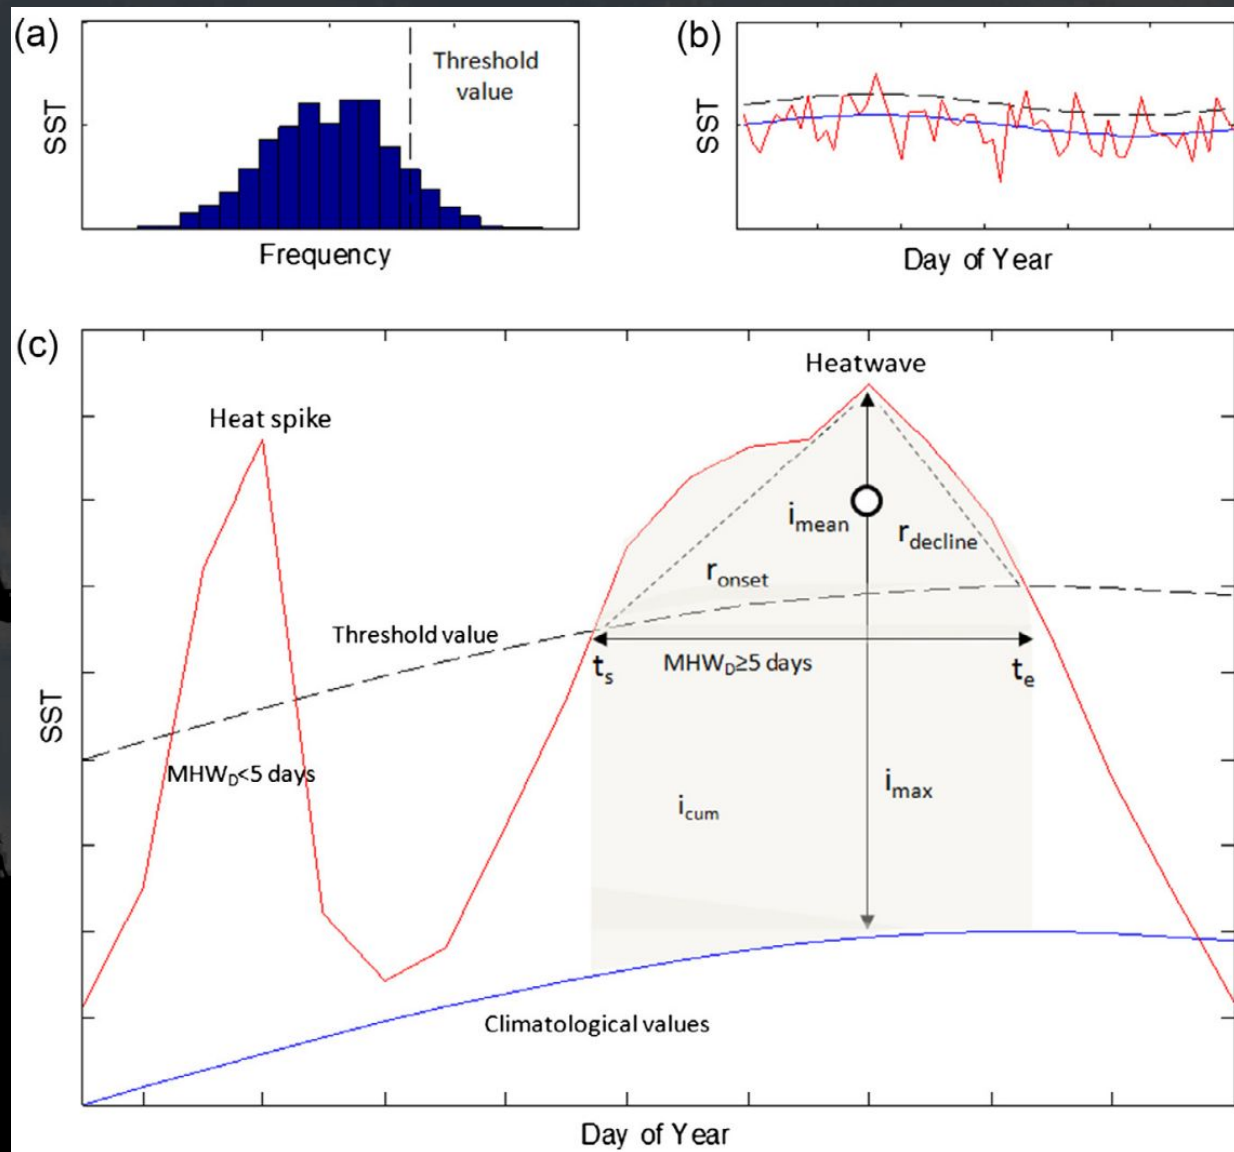 (a)
Threshold
value
SST
Frequency
(b)
SST
Day of Year
(c)
Heatwave
Heat spike
i_mean
r_decline
r_onset
Threshold value
t_s
MHW_D≥5 days
t_e
SST
MHW_D<5 days
i_max
i_cum
Climatological values
Day of Year